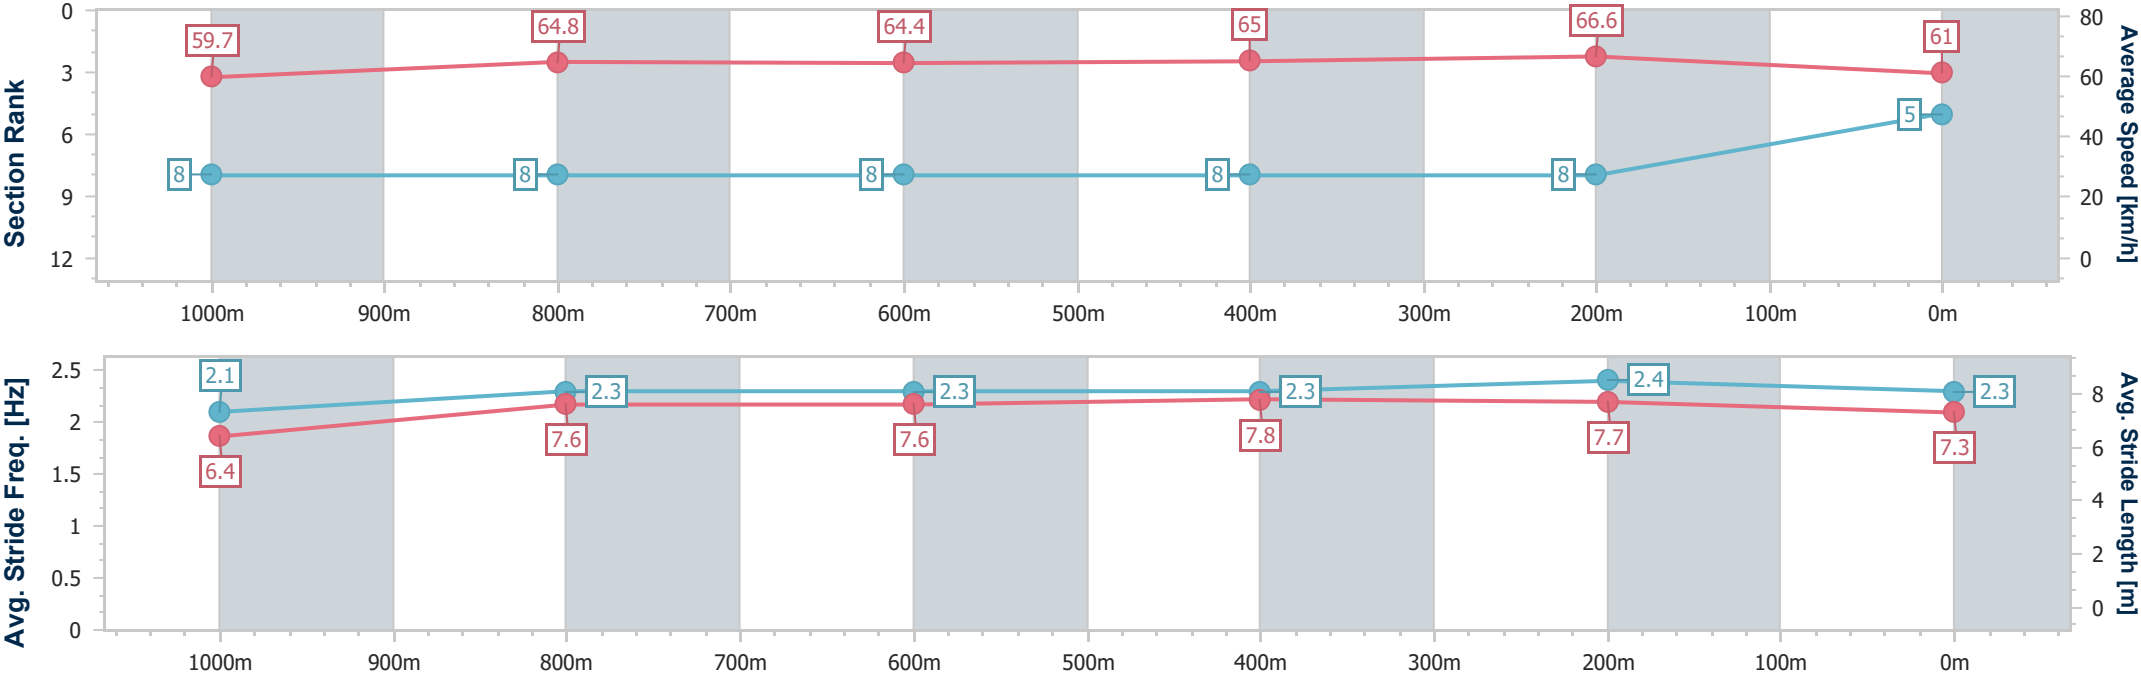 Section Rank
0
3
6
9
12
59.7
64.8
64.4
65
66.6
61
8
8
8
8
8
5
80
60
40
20
0
Average Speed [km/h]
1000m
900m
800m
700m
600m
500m
400m
300m
200m
100m
0m
Avg. Stride Freq. [Hz]
2.5
2
1.5
1
0.5
0
2.1
2.3
2.3
2.3
2.4
2.3
6.4
7.6
7.6
7.8
7.7
7.3
8
6
4
2
0
Avg. Stride Length [m]
1000m
900m
800m
700m
600m
500m
400m
300m
200m
100m
0m